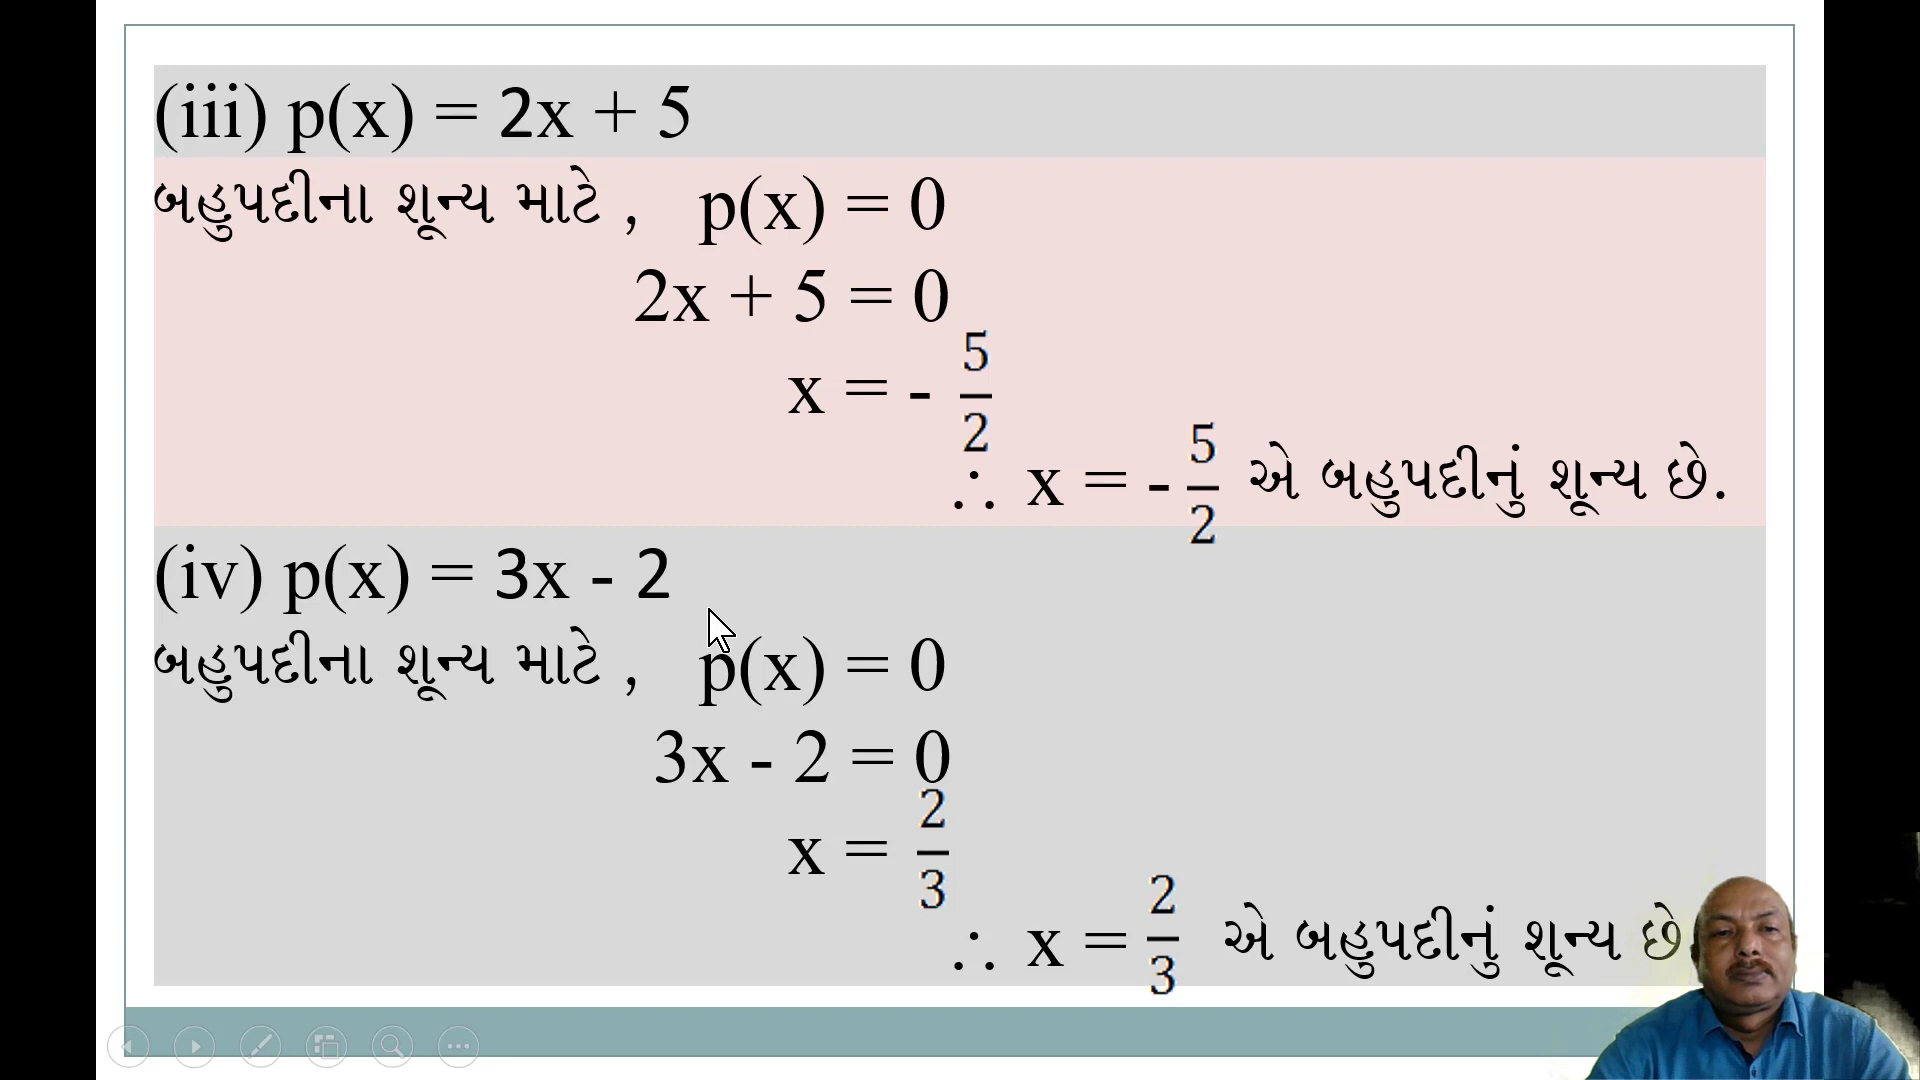 (iii) p(x) = 2x + 5
બહુપદીના શૂન્ય માટે , p(x) = 0
2x + 5 = 0
x = - 5/2
∴ x = - 5/2 એ બહુપદીનું શૂન્ય છે.
(iv) p(x) = 3x - 2
બહુપદીના શૂન્ય માટે , p(x) = 0
3x - 2 = 0
x = 2/3
∴ x = 2/3 એ બહુપદીનું શૂન્ય છે